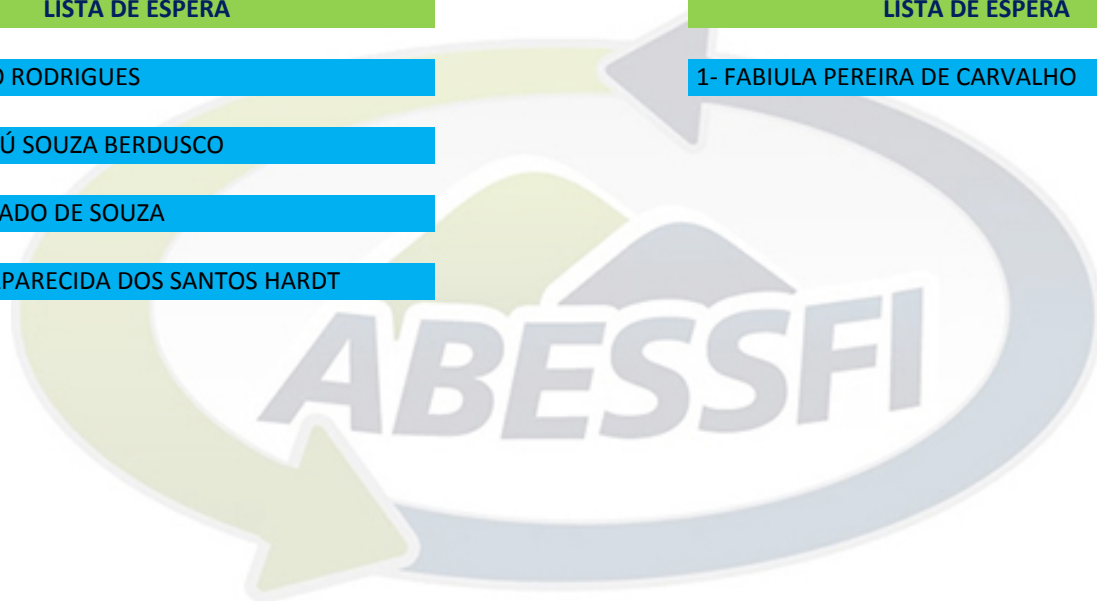 LISTA DE ESPERA
O RODRIGUES
Ú SOUZA BERDUSCO
ADO DE SOUZA
APARECIDA DOS SANTOS HARDT
LISTA DE ESPERA
1- FABIULA PEREIRA DE CARVALHO
ABESSFI